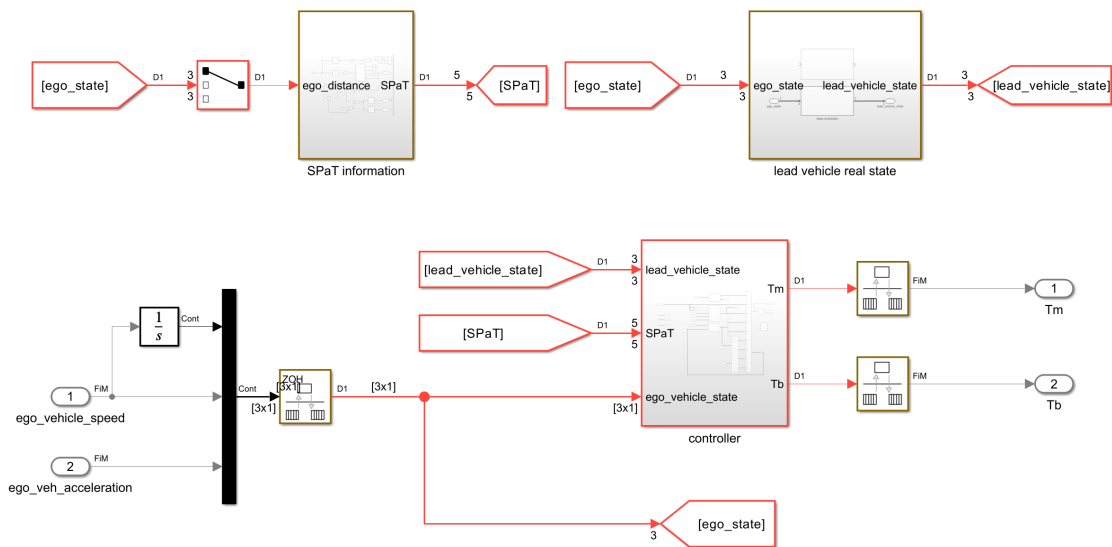 [ego_state] D1 3 3 D1 ego_distance SPaT D1 5 5 [SPaT]
SPaT information
[ego_state] D1 3 3 ego_state lead_vehicle_state D1 3 3 [lead_vehicle_state]
lead vehicle real state
1 FiM
ego_vehicle_speed
1
s
Cont
2 FiM
ego_veh_acceleration
Cont [3x1] [3x1] ZOH D1 [3x1]
[lead_vehicle_state] D1 3 3 lead_vehicle_state
[SPaT] D1 5 5 SPaT
[3x1] ego_vehicle_state
controller
Tm D1 FiM 1
Tm
Tb D1 FiM 2
Tb
3 [ego_state]